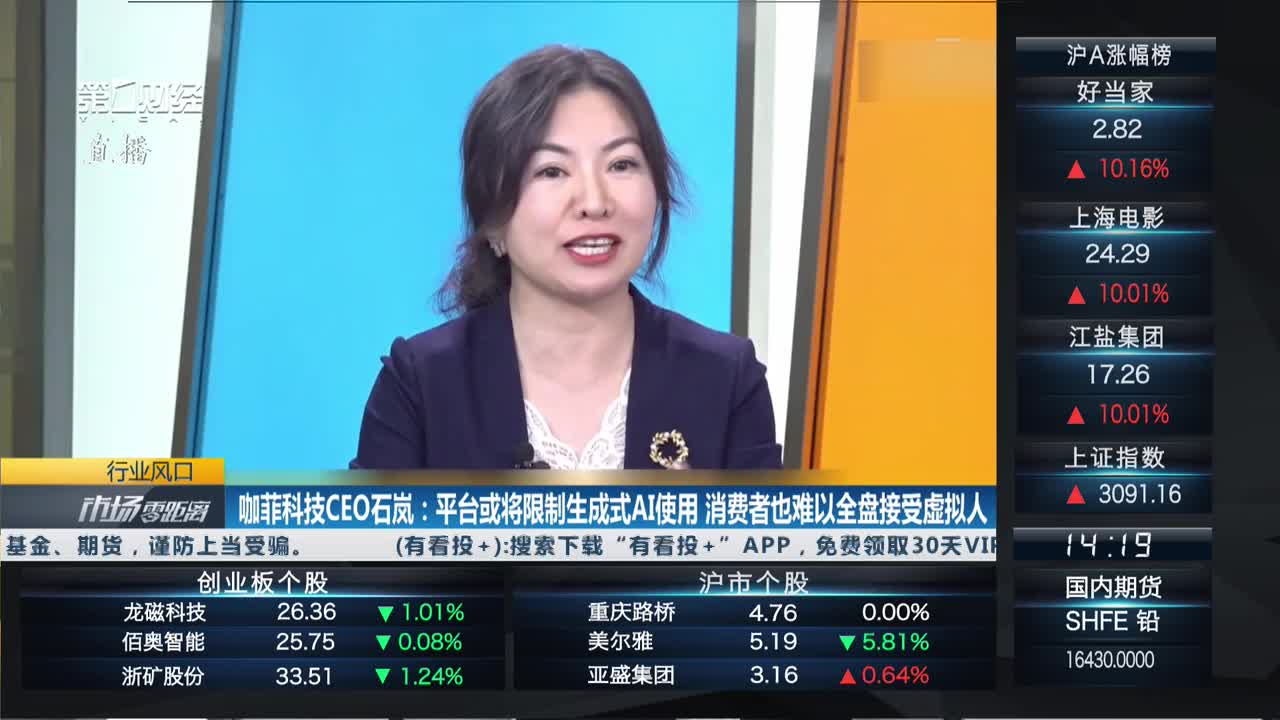 第一财经
直播
行业风口
市场零距离
咖菲科技CEO石岚：平台或将限制生成式AI使用 消费者也难以全盘接受虚拟人
基金、期货，谨防上当受骗。 (有看投+):搜索下载“有看投+”APP，免费领取30天VIP
创业板个股
龙磁科技 26.36 ▼1.01%
佰奥智能 25.75 ▼0.08%
浙矿股份 33.51 ▼1.24%
沪市个股
重庆路桥 4.76 0.00%
美尔雅 5.19 ▼5.81%
亚盛集团 3.16 ▲0.64%
沪A涨幅榜
好当家
2.82
▲ 10.16%
上海电影
24.29
▲ 10.01%
江盐集团
17.26
▲ 10.01%
上证指数
▲ 3091.16
14:19
国内期货
SHFE 铅
16430.0000